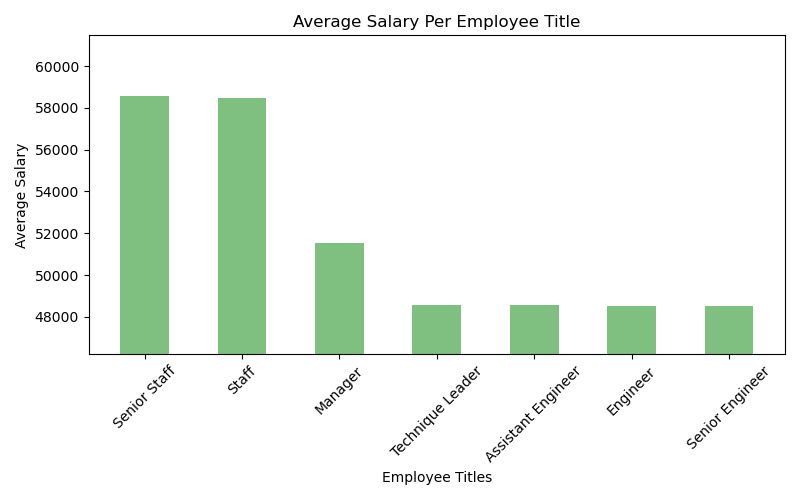 Average Salary Per Employee Title
60000
58000
56000
54000
52000
50000
48000
Average Salary
Senior Staff
Staff
Manager
Technique Leader
Assistant Engineer
Engineer
Senior Engineer
Employee Titles